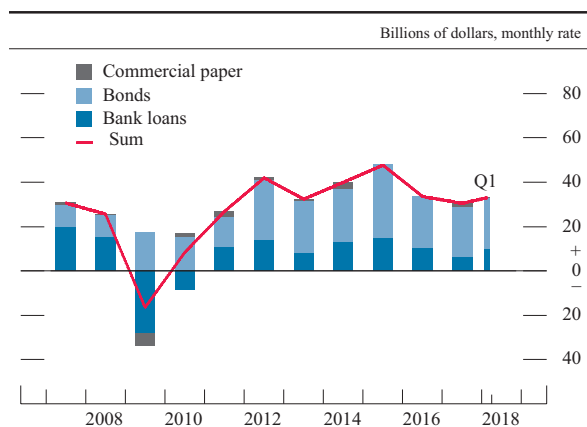 Billions of dollars, monthly rate
Commercial paper
Bonds
Bank loans
Sum
80
60
Q1
40
20
+
0
−
20
40
2008 2010 2012 2014 2016 2018